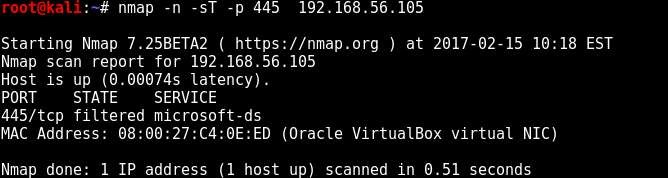 root@kali:~# nmap -n -sT -p 445  192.168.56.105
Starting Nmap 7.25BETA2 ( https://nmap.org ) at 2017-02-15 10:18 EST
Nmap scan report for 192.168.56.105
Host is up (0.00074s latency).
PORT    STATE    SERVICE
445/tcp filtered microsoft-ds
MAC Address: 08:00:27:C4:0E:ED (Oracle VirtualBox virtual NIC)
Nmap done: 1 IP address (1 host up) scanned in 0.51 seconds